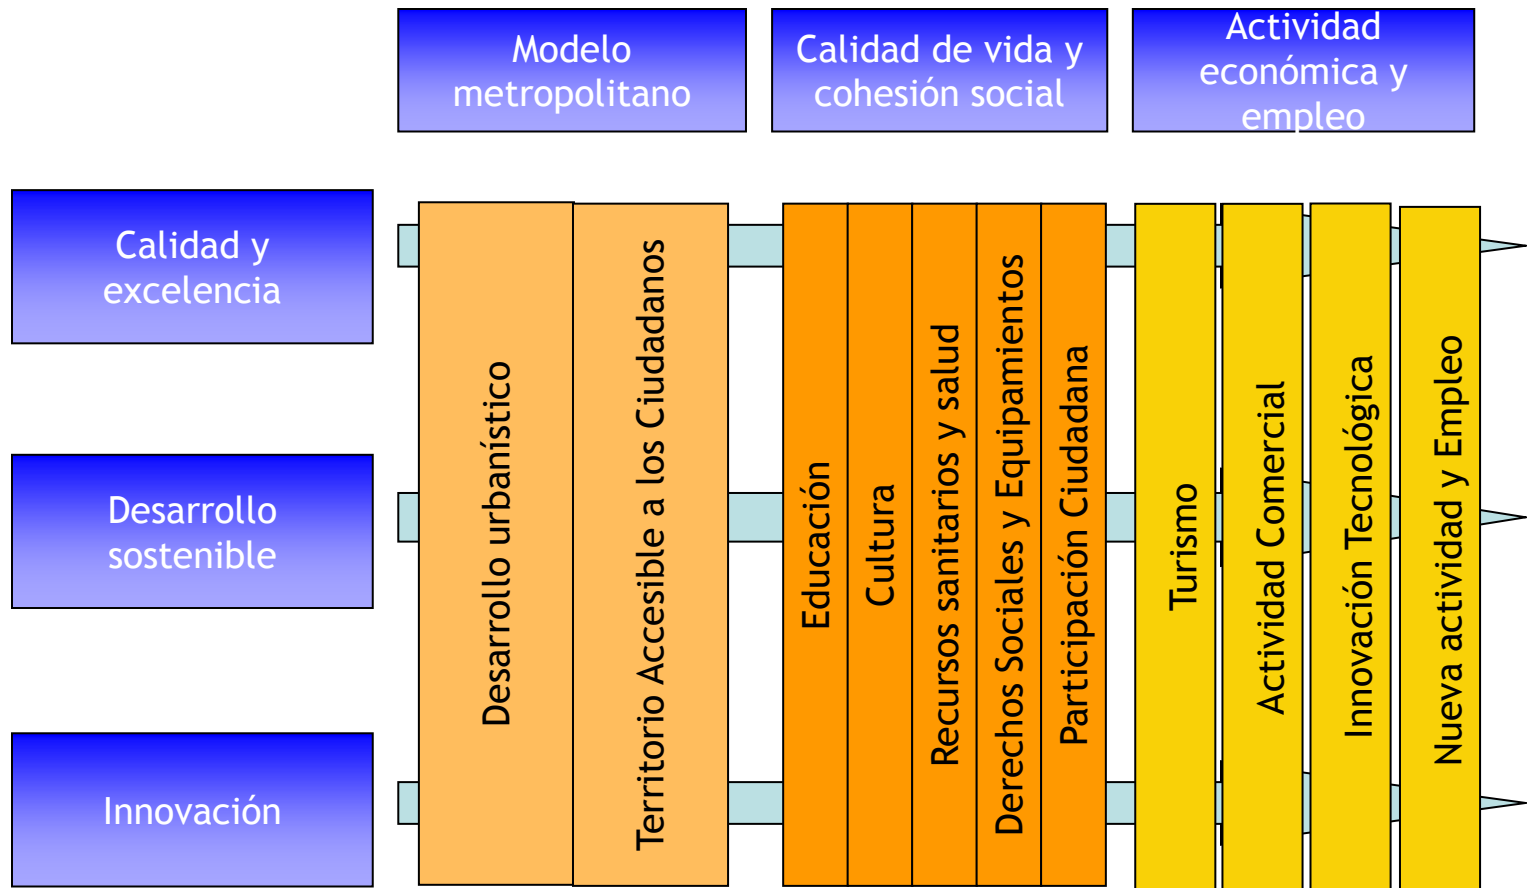 Modelo
metropolitano
Calidad de vida y
cohesión social
Actividad
económica y
empleo
Calidad y
excelencia
Desarrollo
sostenible
Innovación
Desarrollo urbanístico
Territorio Accesible a los Ciudadanos
Educación
Cultura
Recursos sanitarios y salud
Derechos Sociales y Equipamientos
Participación Ciudadana
Turismo
Actividad Comercial
Innovación Tecnológica
Nueva actividad y Empleo